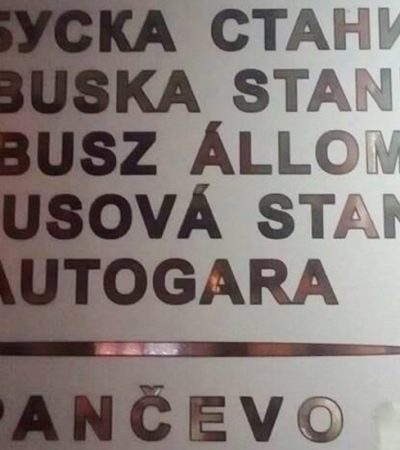 БУСКА СТАНИ
BUSKA STAN
BUSZ ÁLLOM
USOVÁ STAN
AUTOGARA
PANČEVO